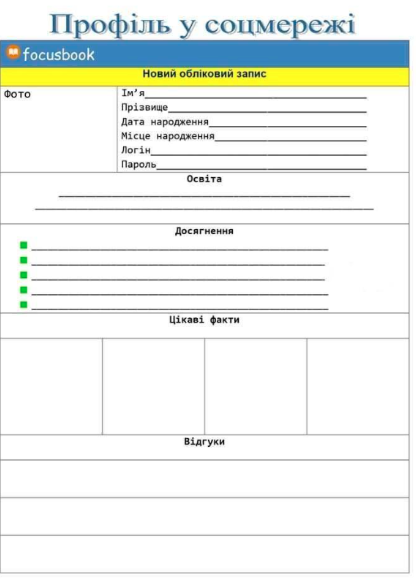 Профіль у соцмережі
focusbook
Новий обліковий запис
Фото
Ім'я
Прізвище
Дата народження
Місце народження
Логін
Пароль
Освіта
Досягнення
Цікаві факти
Відгуки